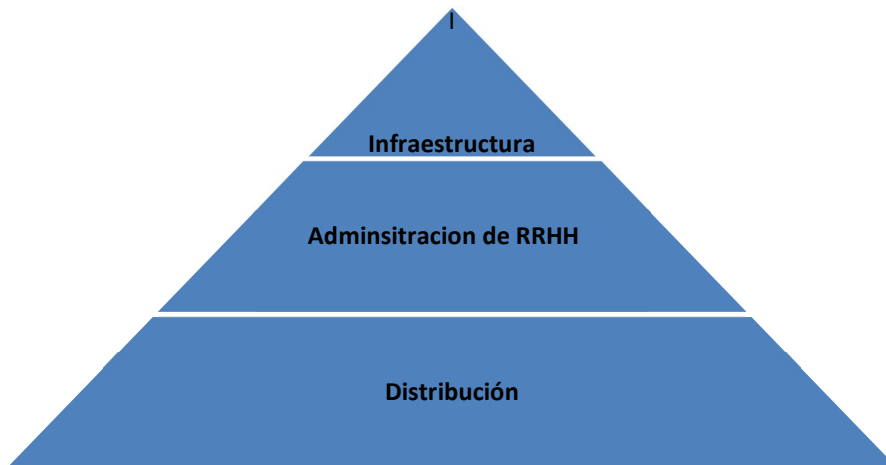 I
Infraestructura
Adminsitracion de RRHH
Distribución